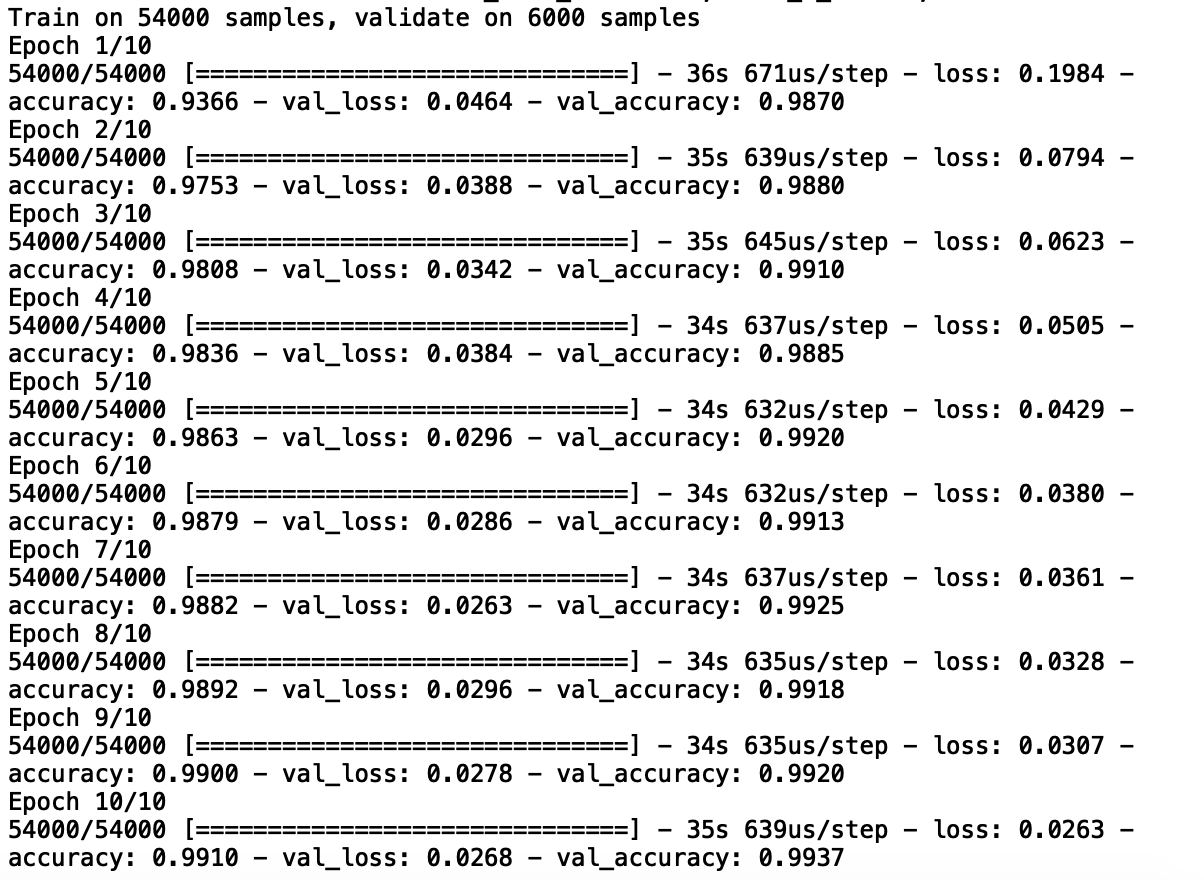 Train on 54000 samples, validate on 6000 samples
Epoch 1/10
54000/54000 [==============================] - 36s 671us/step - loss: 0.1984 -
accuracy: 0.9366 - val_loss: 0.0464 - val_accuracy: 0.9870
Epoch 2/10
54000/54000 [==============================] - 35s 639us/step - loss: 0.0794 -
accuracy: 0.9753 - val_loss: 0.0388 - val_accuracy: 0.9880
Epoch 3/10
54000/54000 [==============================] - 35s 645us/step - loss: 0.0623 -
accuracy: 0.9808 - val_loss: 0.0342 - val_accuracy: 0.9910
Epoch 4/10
54000/54000 [==============================] - 34s 637us/step - loss: 0.0505 -
accuracy: 0.9836 - val_loss: 0.0384 - val_accuracy: 0.9885
Epoch 5/10
54000/54000 [==============================] - 34s 632us/step - loss: 0.0429 -
accuracy: 0.9863 - val_loss: 0.0296 - val_accuracy: 0.9920
Epoch 6/10
54000/54000 [==============================] - 34s 632us/step - loss: 0.0380 -
accuracy: 0.9879 - val_loss: 0.0286 - val_accuracy: 0.9913
Epoch 7/10
54000/54000 [==============================] - 34s 637us/step - loss: 0.0361 -
accuracy: 0.9882 - val_loss: 0.0263 - val_accuracy: 0.9925
Epoch 8/10
54000/54000 [==============================] - 34s 635us/step - loss: 0.0328 -
accuracy: 0.9892 - val_loss: 0.0296 - val_accuracy: 0.9918
Epoch 9/10
54000/54000 [==============================] - 34s 635us/step - loss: 0.0307 -
accuracy: 0.9900 - val_loss: 0.0278 - val_accuracy: 0.9920
Epoch 10/10
54000/54000 [==============================] - 35s 639us/step - loss: 0.0263 -
accuracy: 0.9910 - val_loss: 0.0268 - val_accuracy: 0.9937